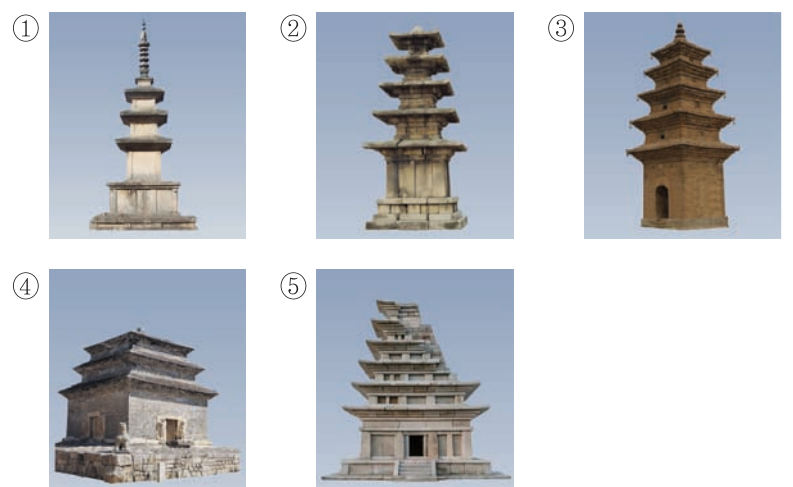 ① ② ③
④ ⑤